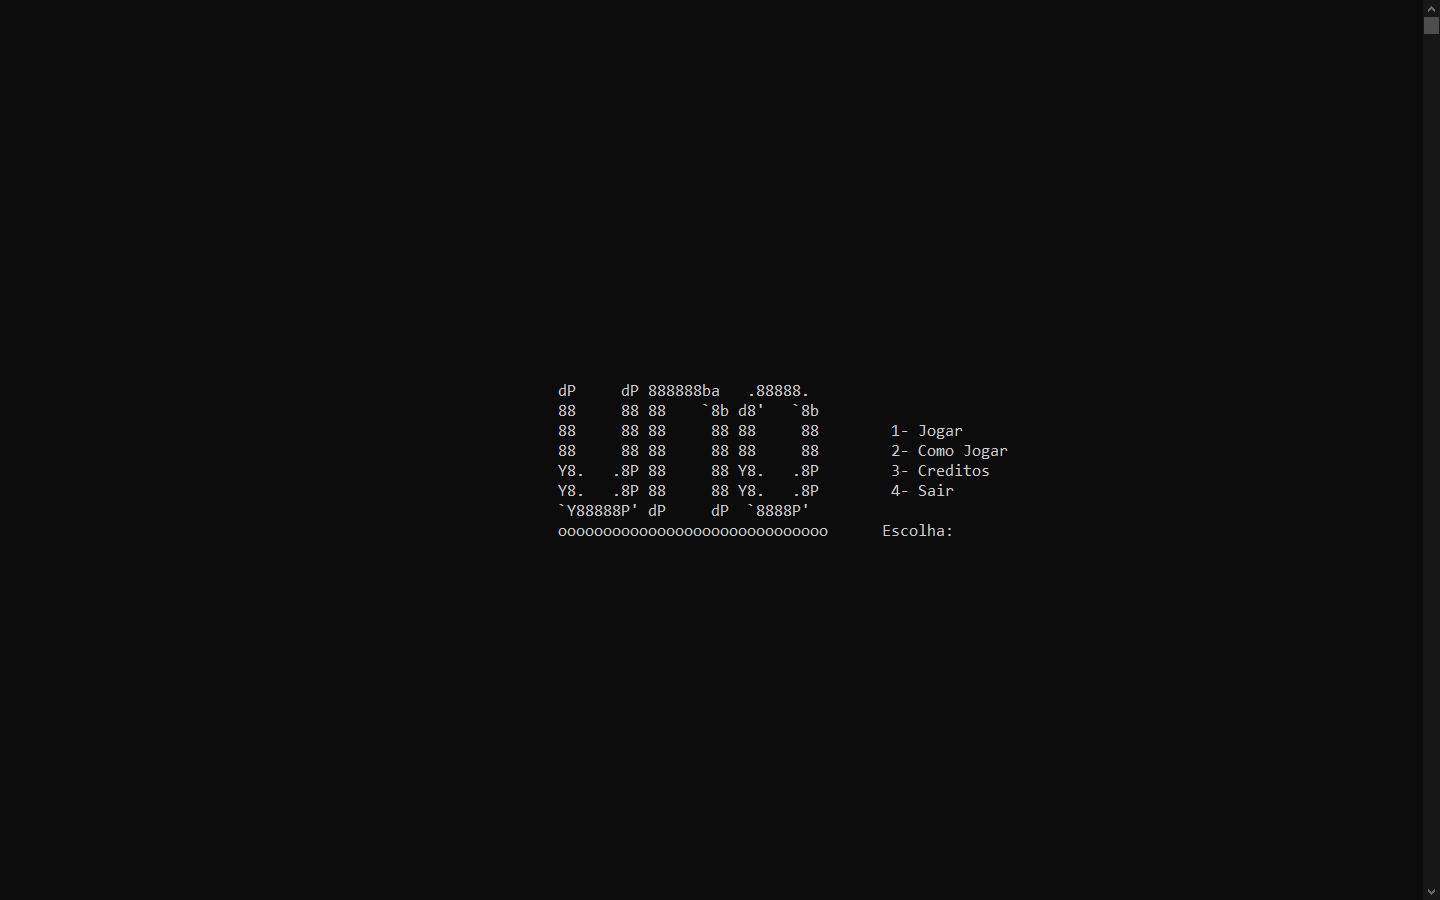 dP     dP 888888ba   .88888.
88     88 88    `8b d8'   `8b
88     88 88     88 88     88        1- Jogar
88     88 88     88 88     88        2- Como Jogar
Y8.   .8P 88     88 Y8.   .8P        3- Creditos
Y8.   .8P 88     88 Y8.   .8P        4- Sair
`Y88888P' dP     dP  `8888P'
oooooooooooooooooooooooooooooo      Escolha: